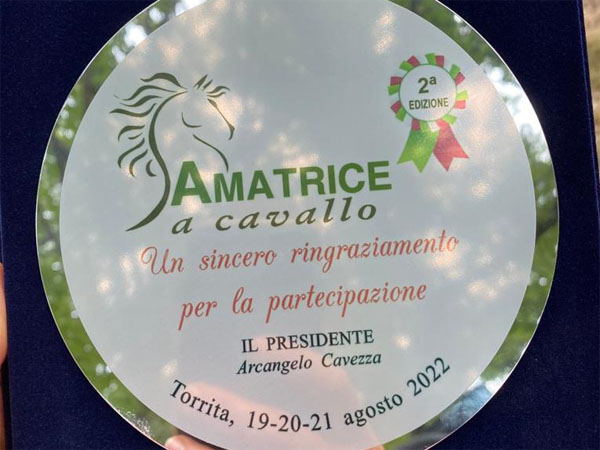 2ª
EDIZIONE
AMATRICE
a cavallo
Un sincero ringraziamento
per la partecipazione
IL PRESIDENTE
Arcangelo Cavezza
Torrita, 19-20-21 agosto 2022